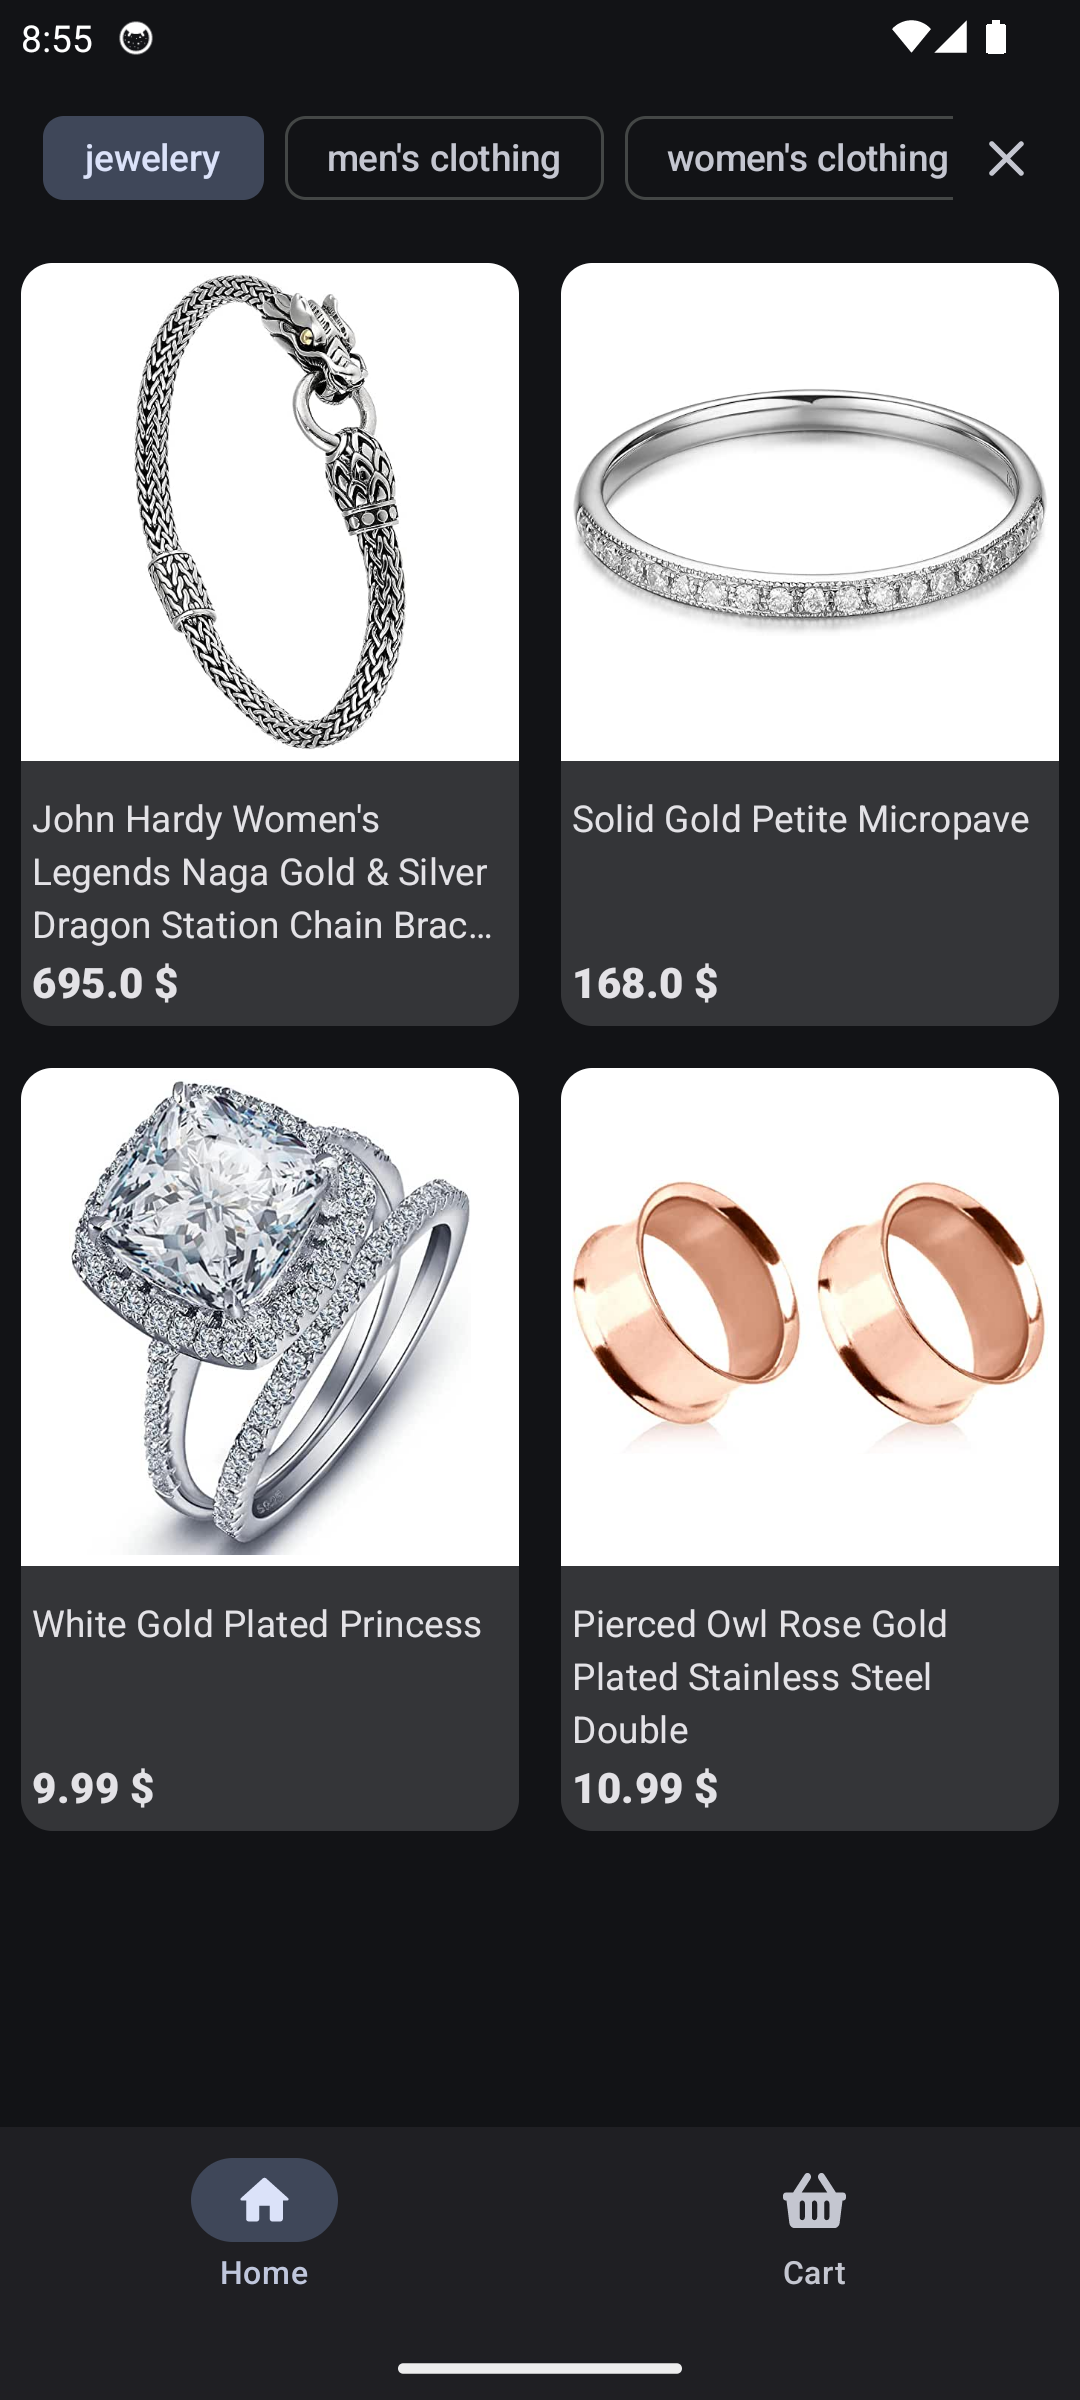 8:55
jewelery
men's clothing
women's clothing
John Hardy Women's
Legends Naga Gold & Silver
Dragon Station Chain Brac...
695.0 $
Solid Gold Petite Micropave
168.0 $
White Gold Plated Princess
9.99 $
Pierced Owl Rose Gold
Plated Stainless Steel
Double
10.99 $
Home
Cart